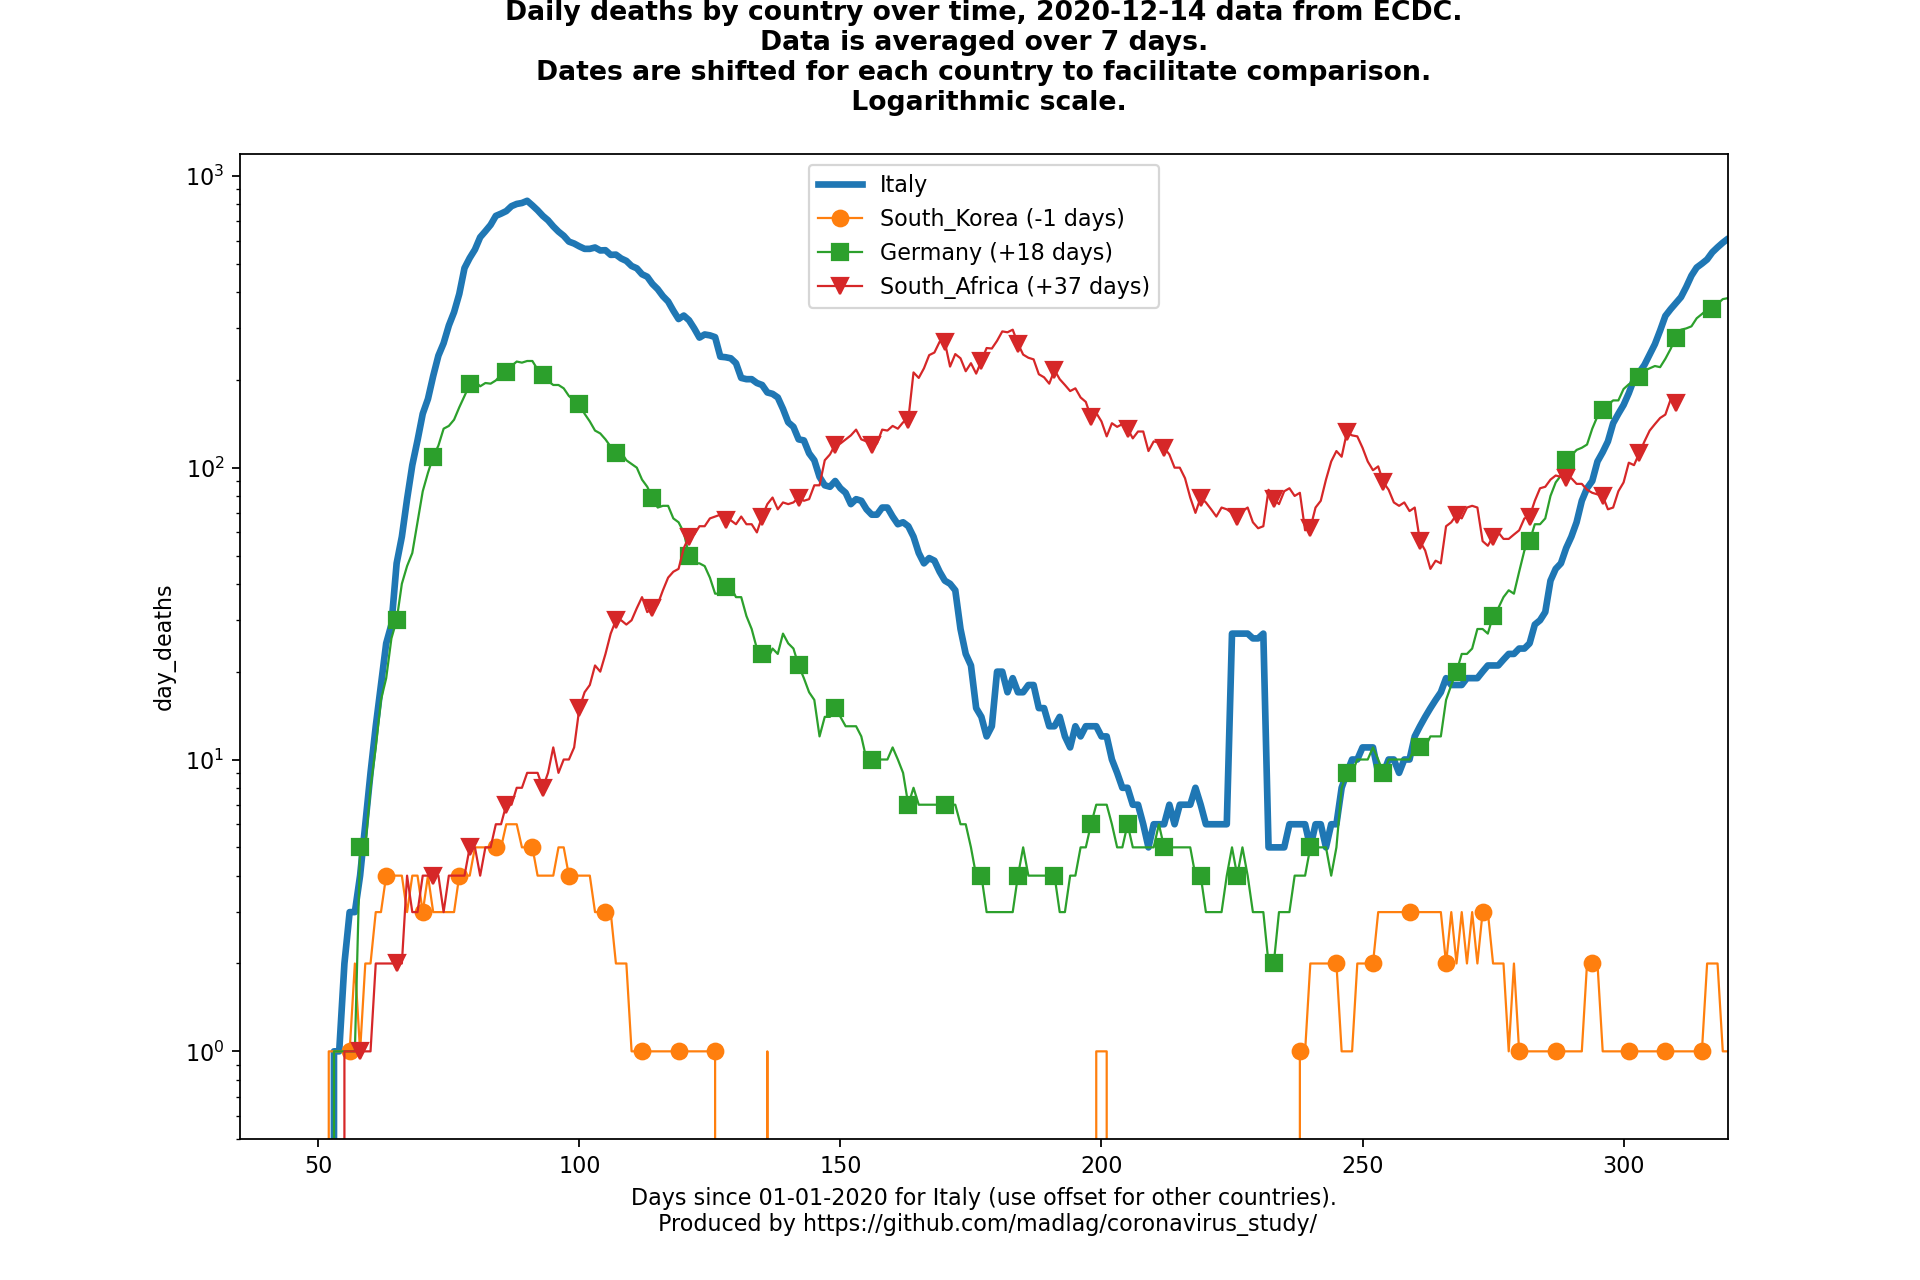 Daily deaths by country over time, 2020-12-14 data from ECDC.
Data is averaged over 7 days.
Dates are shifted for each country to facilitate comparison.
Logarithmic scale.
Italy
South_Korea (-1 days)
Germany (+18 days)
South_Africa (+37 days)
10³
10²
10¹
10⁰
day_deaths
50 100 150 200 250 300
Days since 01-01-2020 for Italy (use offset for other countries).
Produced by https://github.com/madlag/coronavirus_study/